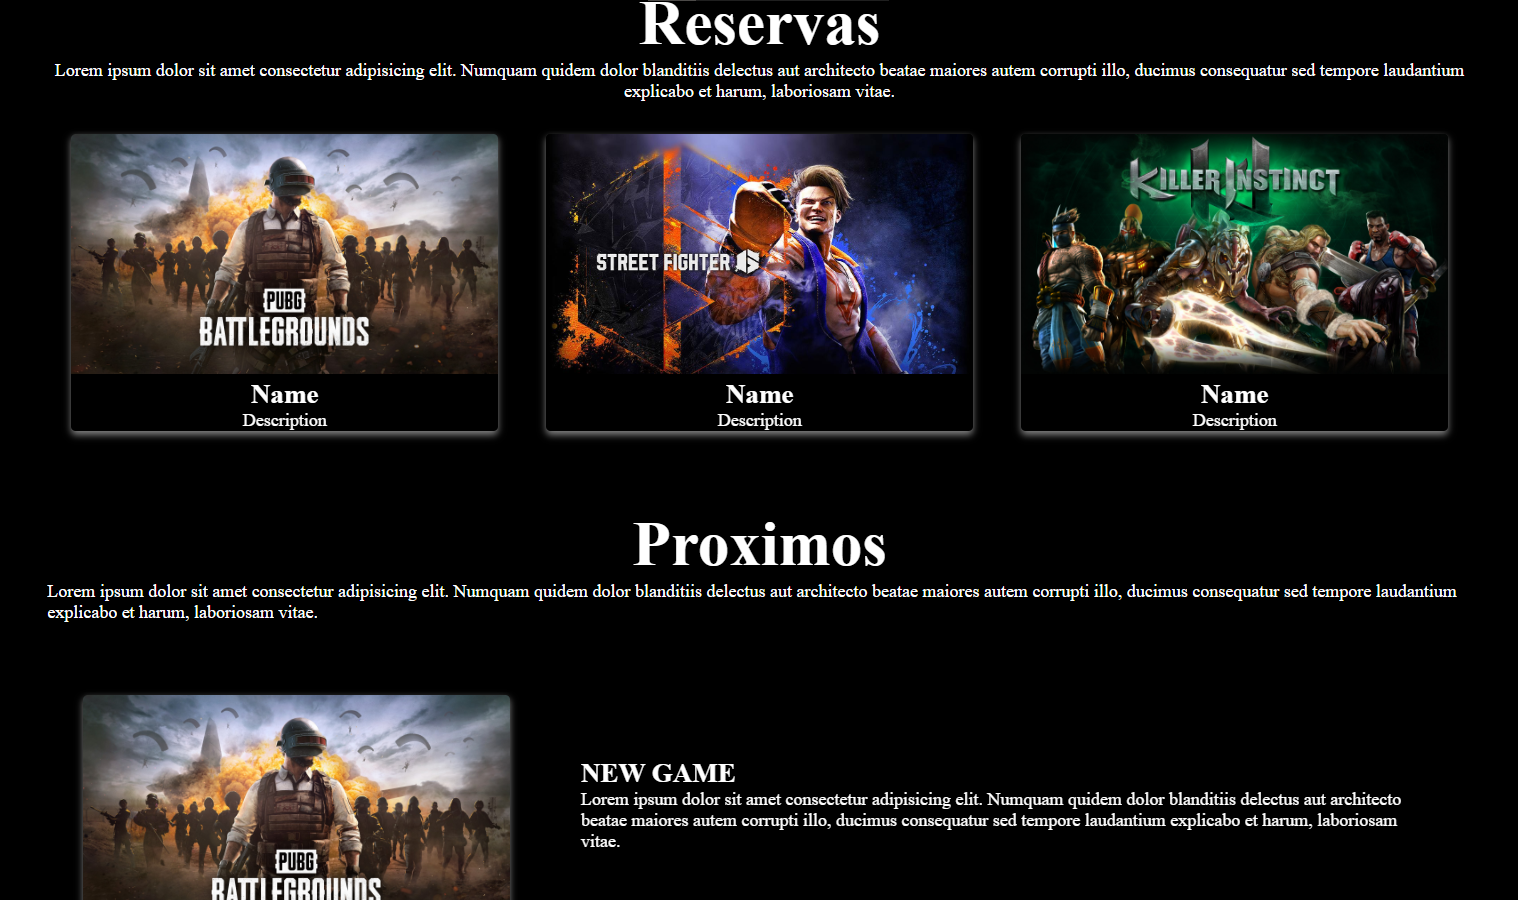 Reservas
Lorem ipsum dolor sit amet consectetur adipisicing elit. Numquam quidem dolor blanditiis delectus aut architecto beatae maiores autem corrupti illo, ducimus consequatur sed tempore laudantium
explicabo et harum, laboriosam vitae.
PUBG
BATTLEGROUNDS
STREET FIGHTER 6
KILLER INSTINCT
Name
Description
Name
Description
Name
Description
Proximos
Lorem ipsum dolor sit amet consectetur adipisicing elit. Numquam quidem dolor blanditiis delectus aut architecto beatae maiores autem corrupti illo, ducimus consequatur sed tempore laudantium
explicabo et harum, laboriosam vitae.
PUBG
BATTLEGROUNDS
NEW GAME
Lorem ipsum dolor sit amet consectetur adipisicing elit. Numquam quidem dolor blanditiis delectus aut architecto
beatae maiores autem corrupti illo, ducimus consequatur sed tempore laudantium explicabo et harum, laboriosam
vitae.